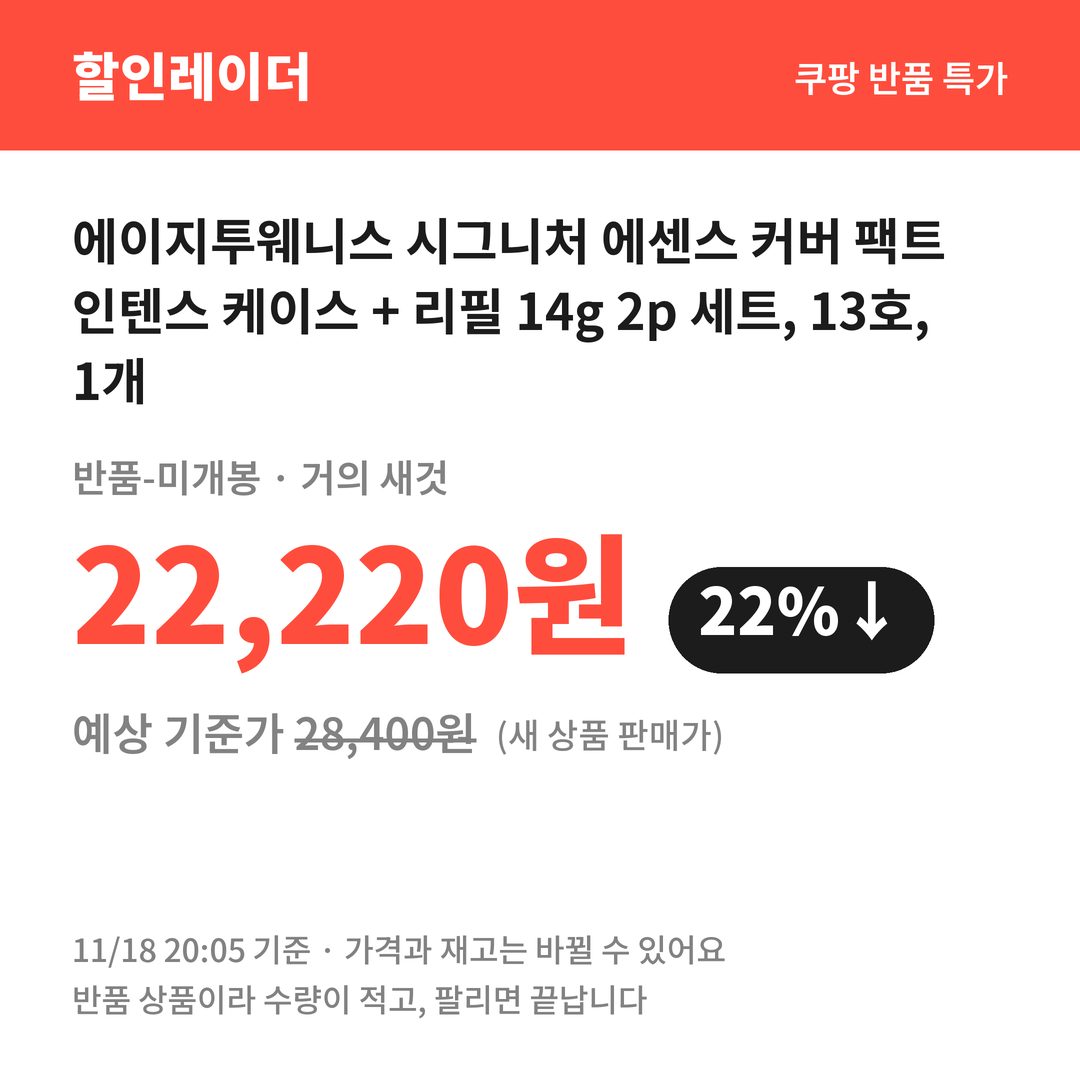 할인레이더
쿠팡 반품 특가
에이지투웨니스 시그니처 에센스 커버 팩트
인텐스 케이스 + 리필 14g 2p 세트, 13호,
1개
반품-미개봉 · 거의 새것
22,220원
22%↓
예상 기준가 28,400원 (새 상품 판매가)
11/18 20:05 기준 · 가격과 재고는 바뀔 수 있어요
반품 상품이라 수량이 적고, 팔리면 끝납니다